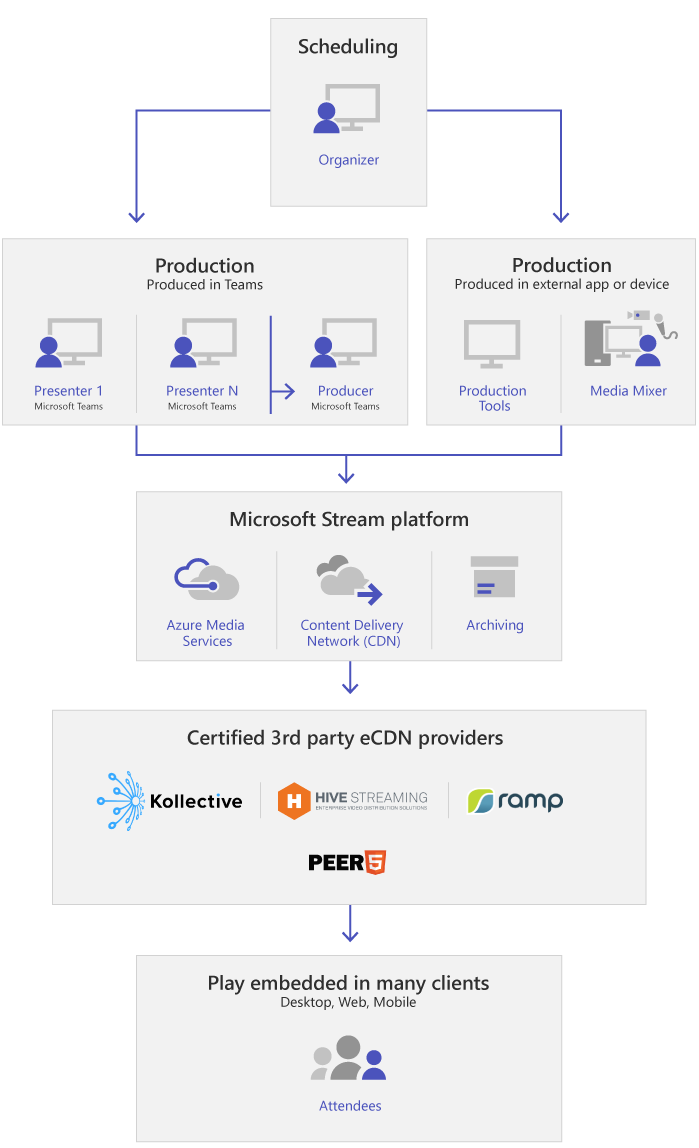 Scheduling
Organizer
Production
Produced in Teams
Presenter 1
Microsoft Teams
Presenter N
Microsoft Teams
Producer
Microsoft Teams
Production
Produced in external app or device
Production
Tools
Media Mixer
Microsoft Stream platform
Azure Media
Services
Content Delivery
Network (CDN)
Archiving
Certified 3rd party eCDN providers
Kollective
H
HIVE STREAMING
ENTERPRISE VIDEO DISTRIBUTION SOLUTIONS
ramp
PEER5
Play embedded in many clients
Desktop, Web, Mobile
Attendees